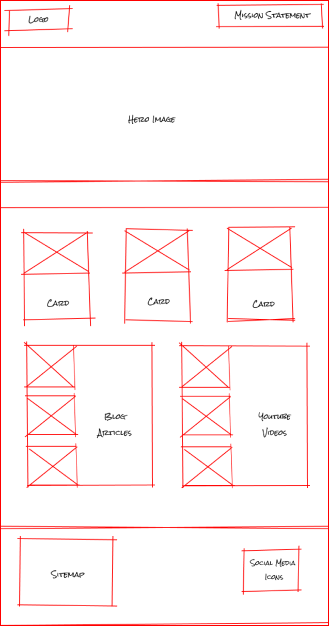 Logo
Mission Statement
Hero Image
Card
Card
Card
Blog
Articles
Youtube
Videos
Sitemap
Social Media
Icons